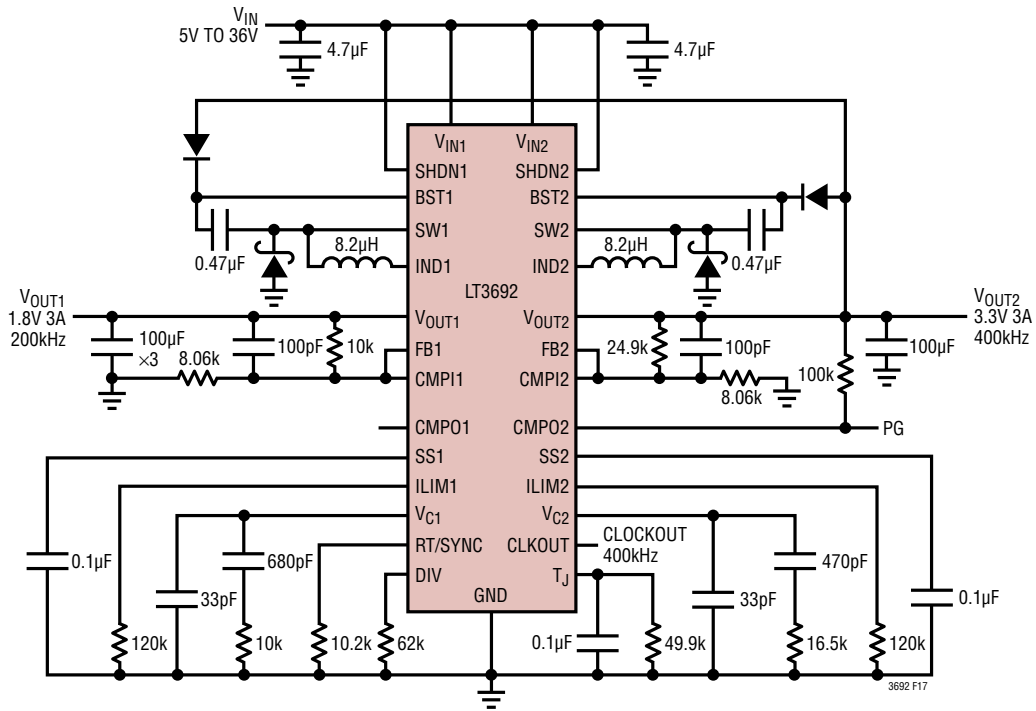 VIN
5V TO 36V
4.7µF
4.7µF
VIN1
VIN2
SHDN1
SHDN2
BST1
BST2
SW1
SW2
0.47µF
8.2µH
8.2µH
0.47µF
IND1
IND2
LT3692
VOUT1
1.8V 3A
200kHz
VOUT1
VOUT2
VOUT2
3.3V 3A
400kHz
100µF
×3
8.06k
100pF
10k
FB1
FB2
24.9k
100pF
100µF
CMPI1
CMPI2
8.06k
100k
CMPO1
CMPO2
PG
SS1
SS2
ILIM1
ILIM2
VC1
VC2
RT/SYNC
CLKOUT
CLOCKOUT
400kHz
DIV
TJ
GND
0.1µF
680pF
33pF
33pF
470pF
0.1µF
120k
10k
10.2k
62k
0.1µF
49.9k
16.5k
120k
3692 F17